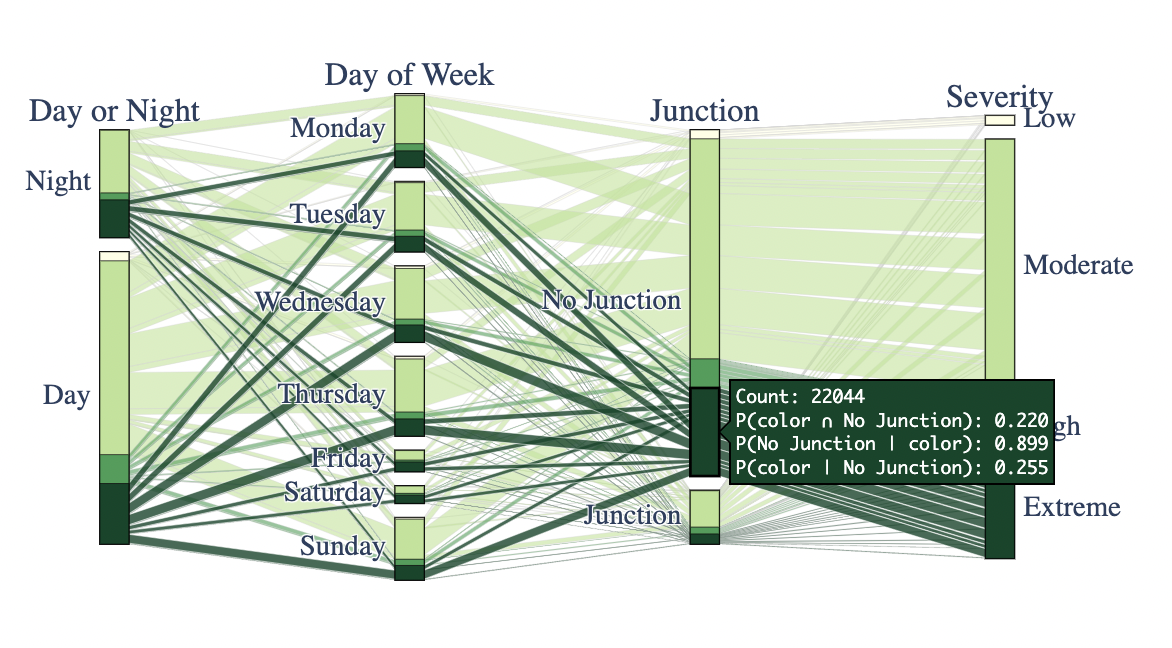 Day of Week
Day or Night
Junction
Severity
Low
Monday
Night
Tuesday
Moderate
Wednesday
No Junction
Day
Thursday
Count: 22044
P(color ∩ No Junction): 0.220
P(No Junction | color): 0.899
P(color | No Junction): 0.255
gh
Friday
Saturday
Junction
Extreme
Sunday